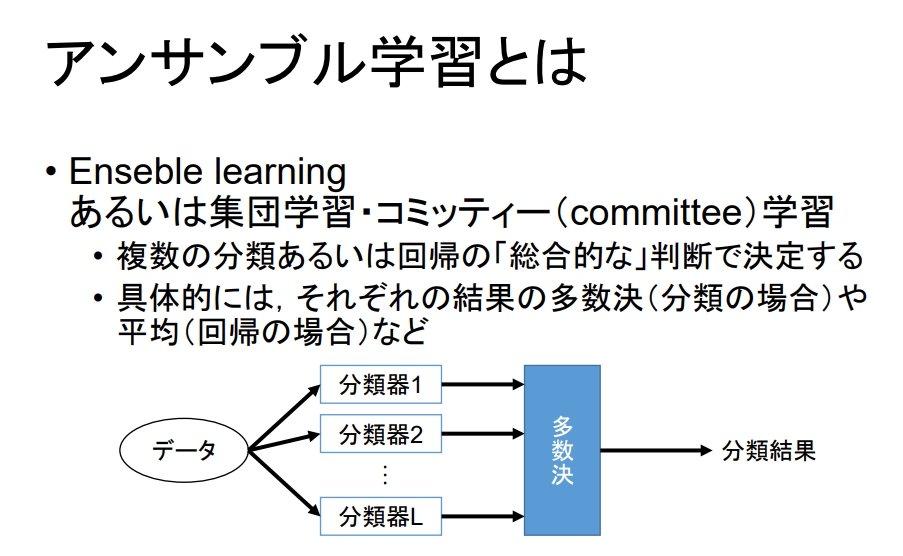 アンサンブル学習とは
• Enseble learning
あるいは集団学習・コミッティー(committee)学習
• 複数の分類あるいは回帰の「総合的な」判断で決定する
• 具体的には，それぞれの結果の多数決(分類の場合)や
平均(回帰の場合)など
分類器1
データ
分類器2
⋮
分類器L
多数決
分類結果